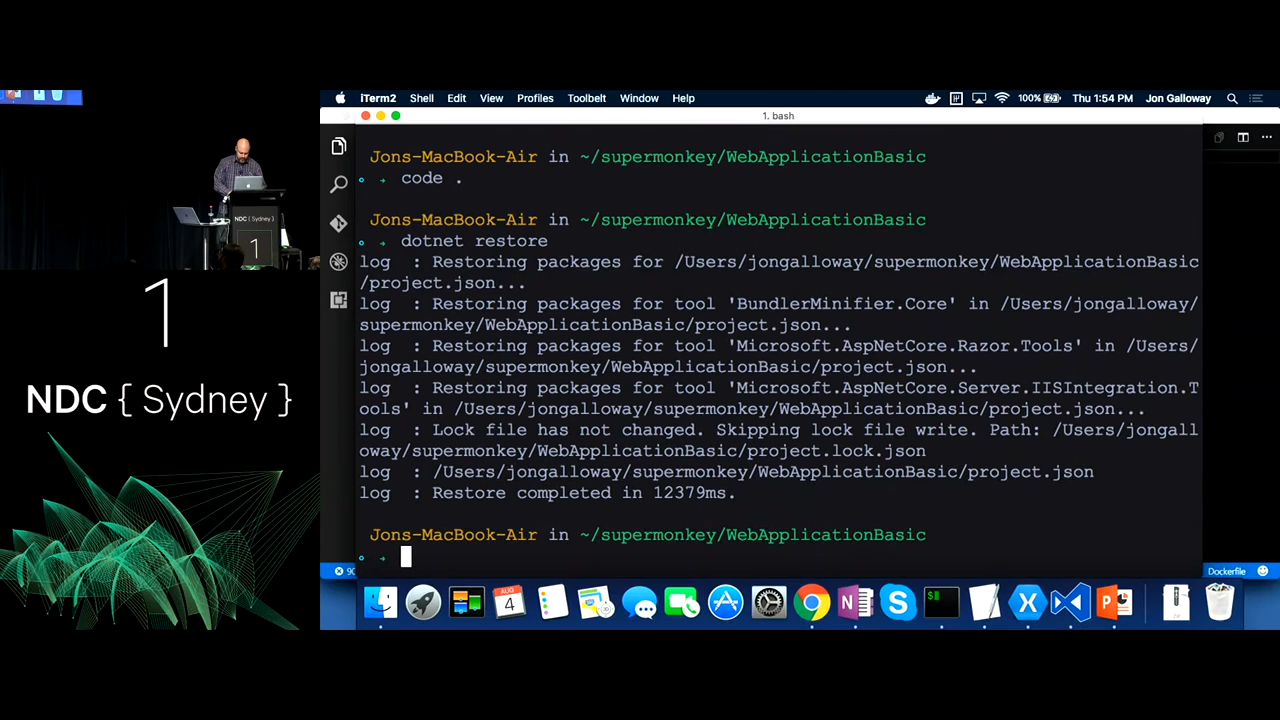 iTerm2 Shell Edit View Profiles Toolbelt Window Help 100% Thu 1:54 PM Jon Galloway
1. bash
Jons-MacBook-Air in ~/supermonkey/WebApplicationBasic
code .
Jons-MacBook-Air in ~/supermonkey/WebApplicationBasic
dotnet restore
log : Restoring packages for /Users/jongalloway/supermonkey/WebApplicationBasic
/project.json...
log : Restoring packages for tool 'BundlerMinifier.Core' in /Users/jongalloway/
supermonkey/WebApplicationBasic/project.json...
log : Restoring packages for tool 'Microsoft.AspNetCore.Razor.Tools' in /Users/
jongalloway/supermonkey/WebApplicationBasic/project.json...
log : Restoring packages for tool 'Microsoft.AspNetCore.Server.IISIntegration.T
ools' in /Users/jongalloway/supermonkey/WebApplicationBasic/project.json...
log : Lock file has not changed. Skipping lock file write. Path: /Users/jongall
oway/supermonkey/WebApplicationBasic/project.lock.json
log : /Users/jongalloway/supermonkey/WebApplicationBasic/project.json
log : Restore completed in 12379ms.
Jons-MacBook-Air in ~/supermonkey/WebApplicationBasic
Dockerfile
AUG
4
NDC { Sydney }
1
1
NDC { Sydney }